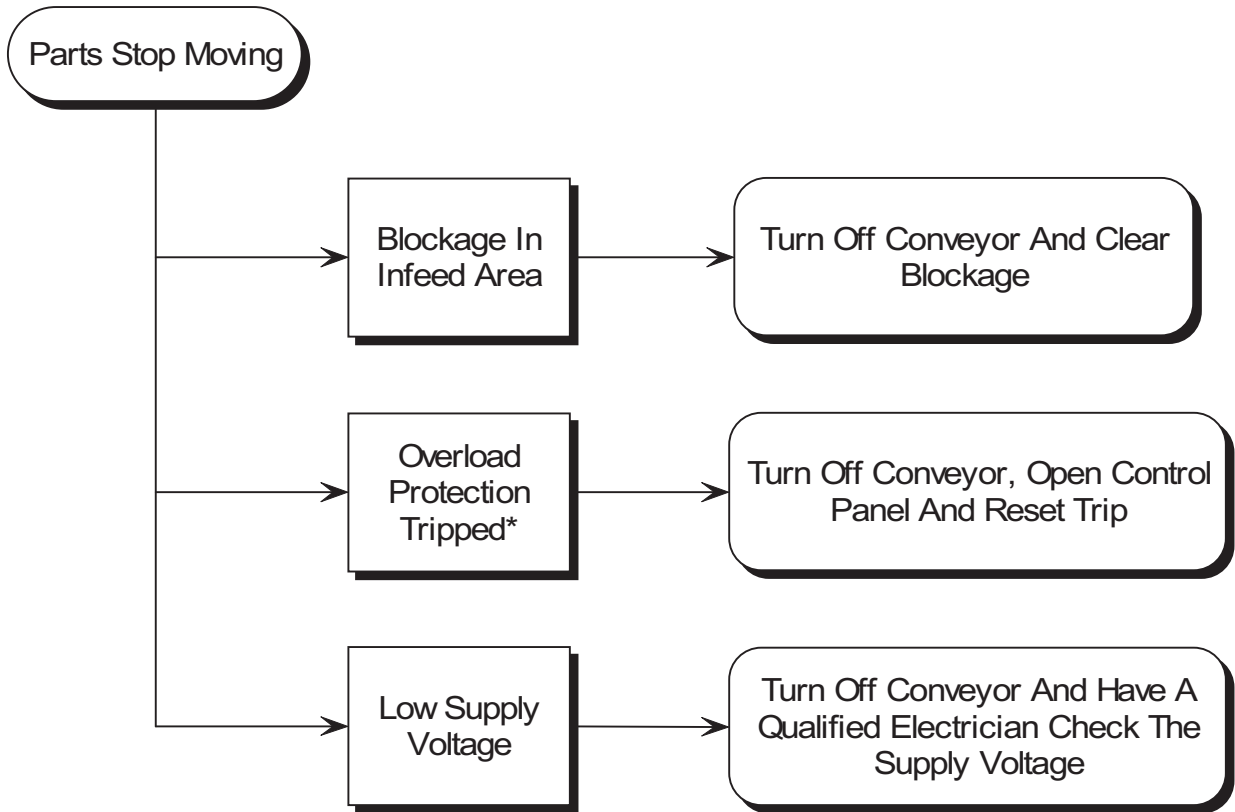 Parts Stop Moving
Blockage In
Infeed Area
Turn Off Conveyor And Clear
Blockage
Overload
Protection
Tripped*
Turn Off Conveyor, Open Control
Panel And Reset Trip
Low Supply
Voltage
Turn Off Conveyor And Have A
Qualified Electrician Check The
Supply Voltage